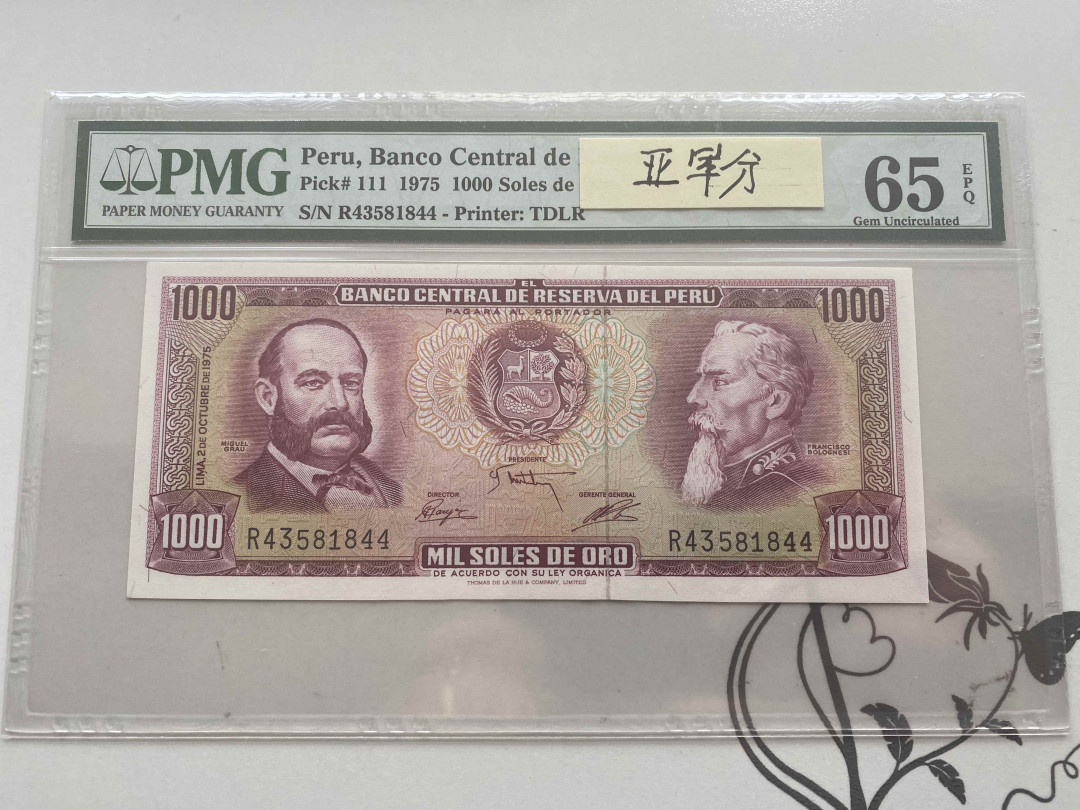 PMG
PAPER MONEY GUARANTY
Peru, Banco Central de
Pick# 111 1975 1000 Soles de
S/N R43581844 - Printer: TDLR
亚军分
65
EPQ
Gem Uncirculated
1000
EL
BANCO CENTRAL DE RESERVA DEL PERÚ
1000
PAGARÁ AL PORTADOR
LIMA, 2 DE OCTUBRE DE 1975
MIGUEL
GRAU
FRANCISCO
BOLOGNESI
PRESIDENTE
DIRECTOR
GERENTE GENERAL
1000
R43581844
R43581844
1000
MIL SOLES DE ORO
DE ACUERDO CON SU LEY ORGANICA
THOMAS DE LA RUE & COMPANY, LIMITED